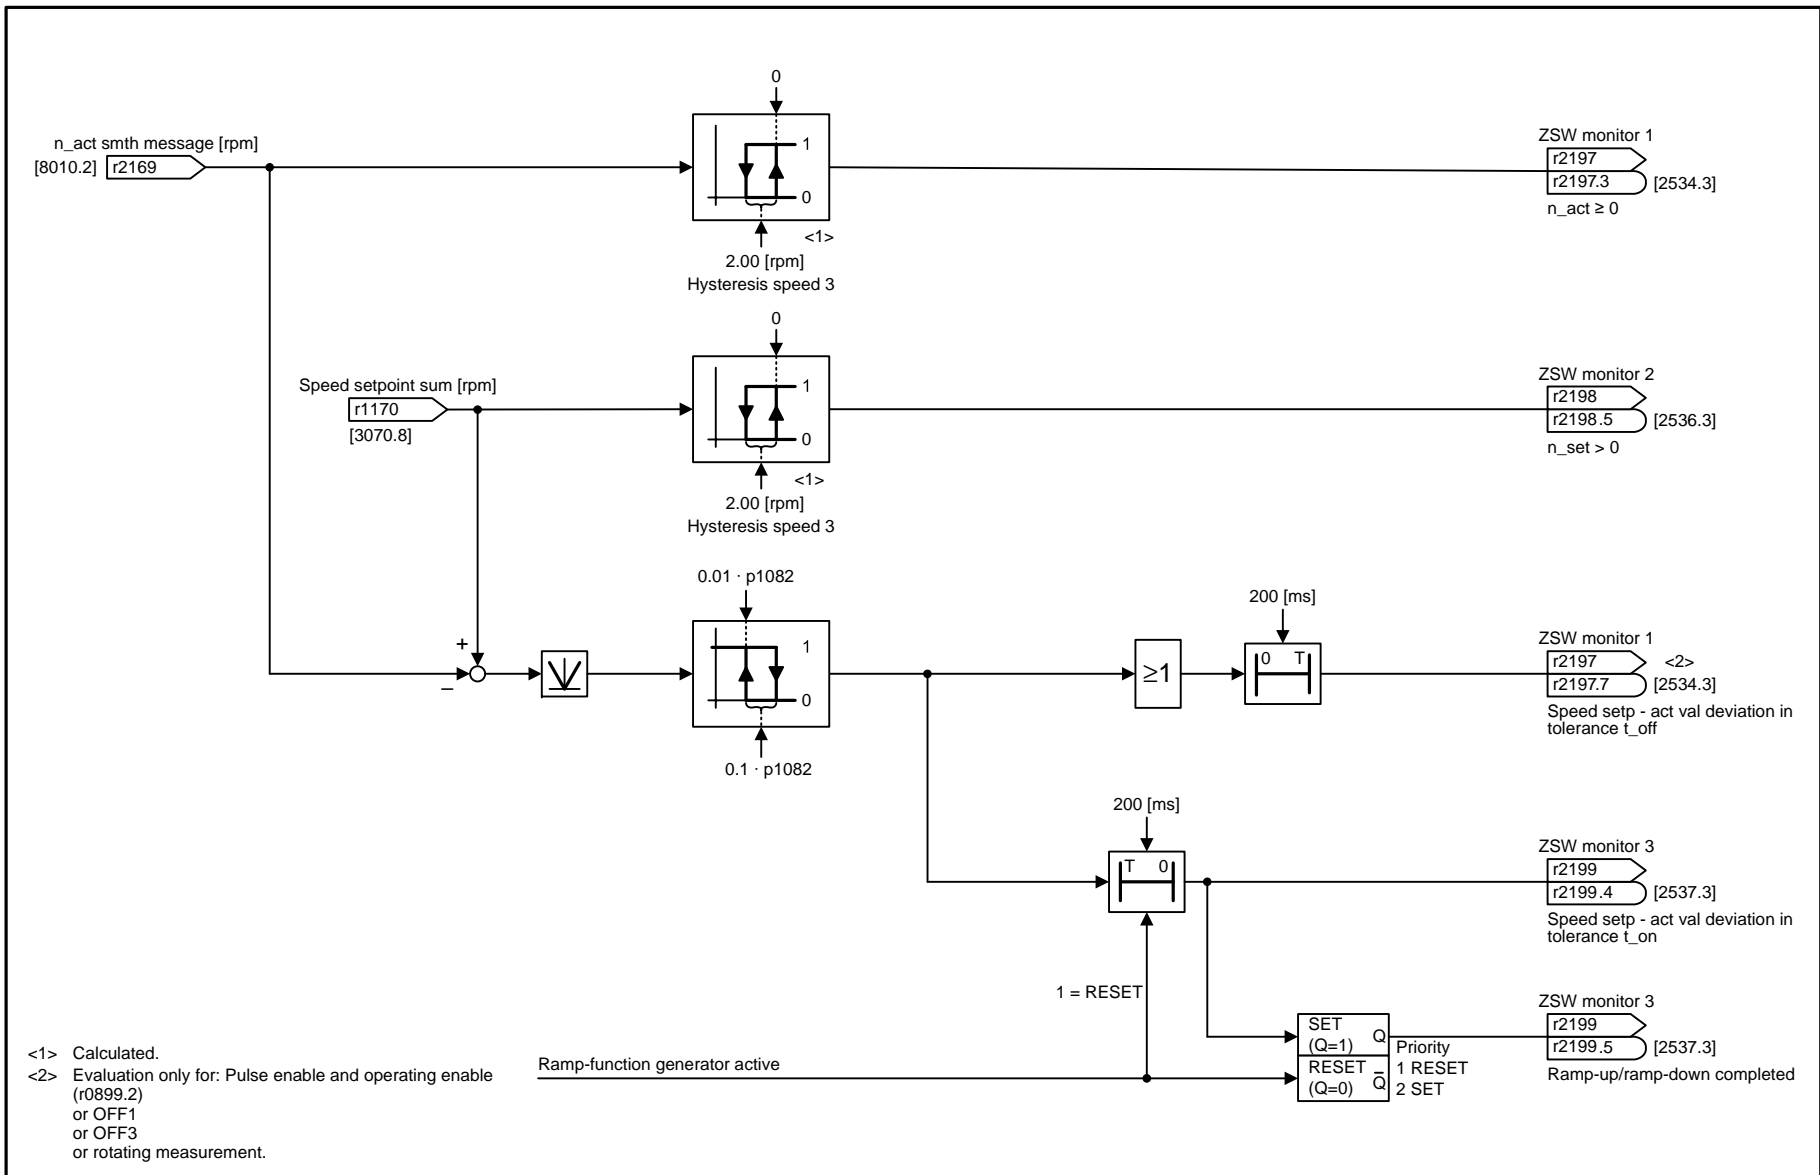 0
n_act smth message [rpm]
[8010.2] r2169
1
0
<1>
2.00 [rpm]
Hysteresis speed 3
ZSW monitor 1
r2197
r2197.3 [2534.3]
n_act ≥ 0
0
Speed setpoint sum [rpm]
r1170
[3070.8]
1
0
<1>
2.00 [rpm]
Hysteresis speed 3
ZSW monitor 2
r2198
r2198.5 [2536.3]
n_set > 0
0.01 · p1082
+
–
1
0
0.1 · p1082
≥1
200 [ms]
0 T
ZSW monitor 1
r2197 <2>
r2197.7 [2534.3]
Speed setp - act val deviation in
tolerance t_off
200 [ms]
T 0
ZSW monitor 3
r2199
r2199.4 [2537.3]
Speed setp - act val deviation in
tolerance t_on
1 = RESET
Ramp-function generator active
SET Q
(Q=1)
RESET Q̅
(Q=0)
Priority
1 RESET
2 SET
ZSW monitor 3
r2199
r2199.5 [2537.3]
Ramp-up/ramp-down completed
<1> Calculated.
<2> Evaluation only for: Pulse enable and operating enable
(r0899.2)
or OFF1
or OFF3
or rotating measurement.